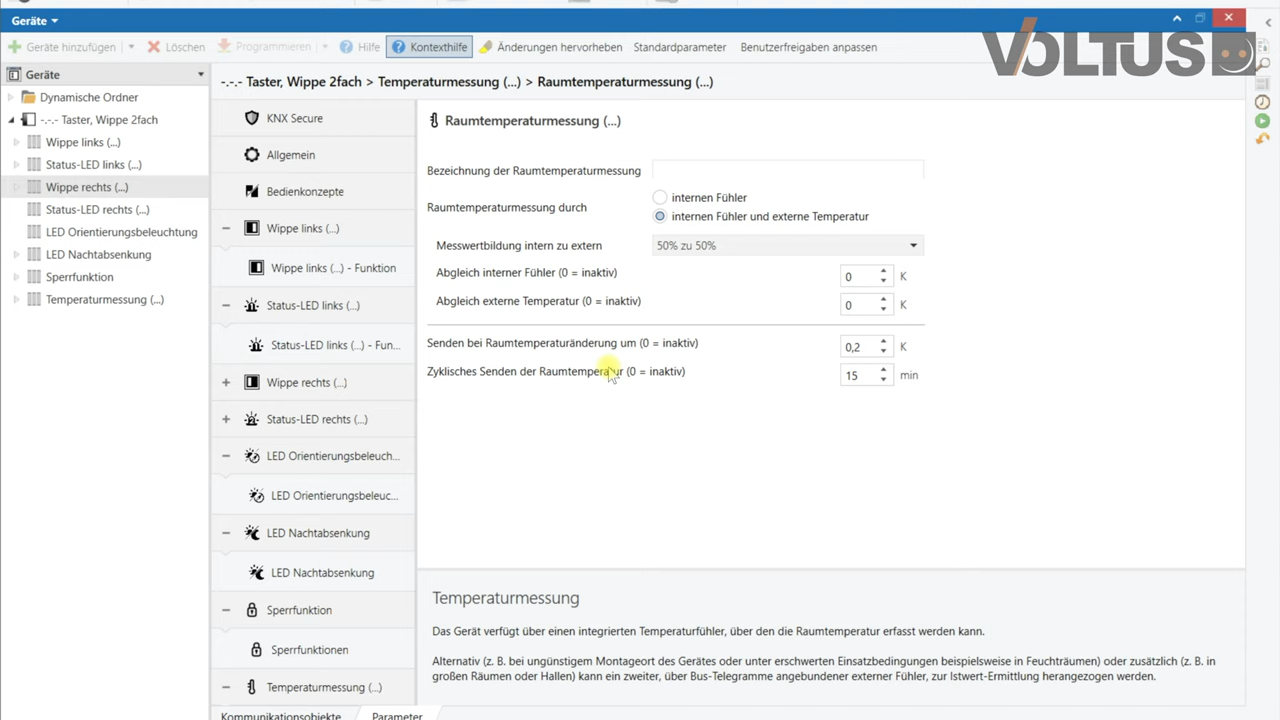 Geräte
VOLTUS
Geräte hinzufügen
Löschen
Programmieren
Hilfe
Kontexthilfe
Änderungen hervorheben
Standardparameter
Benutzerfreigaben anpassen
Geräte
Dynamische Ordner
-.-.- Taster, Wippe 2fach
Wippe links (...)
Status-LED links (...)
Wippe rechts (...)
Status-LED rechts (...)
LED Orientierungsbeleuchtung
LED Nachtabsenkung
Sperrfunktion
Temperaturmessung (...)
-.-.- Taster, Wippe 2fach > Temperaturmessung (...) > Raumtemperaturmessung (...)
KNX Secure
Allgemein
Bedienkonzepte
Wippe links (...)
Wippe links (...) - Funktion
Status-LED links (...)
Status-LED links (...) - Fun...
Wippe rechts (...)
Status-LED rechts (...)
LED Orientierungsbeleuch...
LED Orientierungsbeleuc...
LED Nachtabsenkung
LED Nachtabsenkung
Sperrfunktion
Sperrfunktionen
Temperaturmessung (...)
Raumtemperaturmessung (...)
Bezeichnung der Raumtemperaturmessung
Raumtemperaturmessung durch
internen Fühler
internen Fühler und externe Temperatur
Messwertbildung intern zu extern 50% zu 50%
Abgleich interner Fühler (0 = inaktiv) 0 K
Abgleich externe Temperatur (0 = inaktiv) 0 K
Senden bei Raumtemperaturänderung um (0 = inaktiv) 0,2 K
Zyklisches Senden der Raumtemperatur (0 = inaktiv) 15 min
Temperaturmessung
Das Gerät verfügt über einen integrierten Temperaturfühler, über den die Raumtemperatur erfasst werden kann.
Alternativ (z. B. bei ungünstigem Montageort des Gerätes oder unter erschwerten Einsatzbedingungen beispielsweise in Feuchträumen) oder zusätzlich (z. B. in
großen Räumen oder Hallen) kann ein zweiter, über Bus-Telegramme angebundener externer Fühler, zur Istwert-Ermittlung herangezogen werden.
Kommunikationsobjekte
Parameter